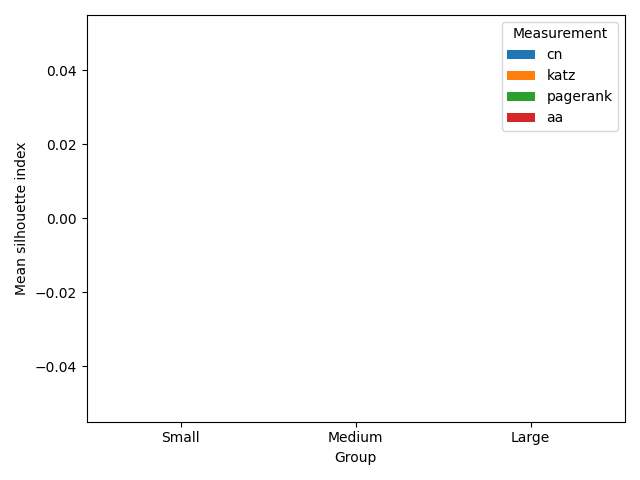 Measurement
cn
katz
pagerank
aa
0.04
0.02
0.00
−0.02
−0.04
Mean silhouette index
Small Medium Large
Group